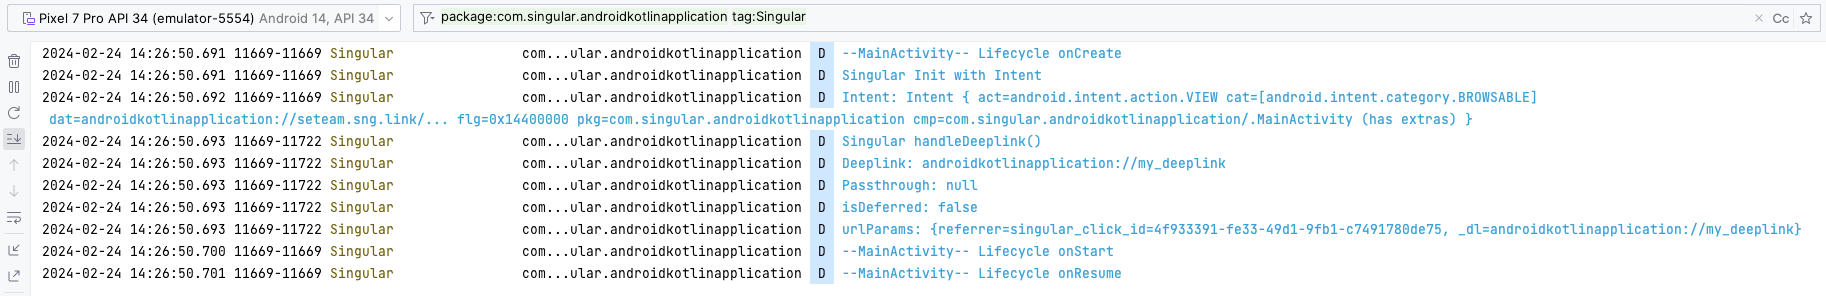 Pixel 7 Pro API 34 (emulator-5554) Android 14, API 34 package:com.singular.androidkotlinapplication tag:Singular Cc
2024-02-24 14:26:50.691 11669-11669 Singular com...ular.androidkotlinapplication D --MainActivity-- Lifecycle onCreate
2024-02-24 14:26:50.691 11669-11669 Singular com...ular.androidkotlinapplication D Singular Init with Intent
2024-02-24 14:26:50.692 11669-11669 Singular com...ular.androidkotlinapplication D Intent: Intent { act=android.intent.action.VIEW cat=[android.intent.category.BROWSABLE]
dat=androidkotlinapplication://seteam.sng.link/... flg=0x14400000 pkg=com.singular.androidkotlinapplication cmp=com.singular.androidkotlinapplication/.MainActivity (has extras) }
2024-02-24 14:26:50.693 11669-11722 Singular com...ular.androidkotlinapplication D Singular handleDeeplink()
2024-02-24 14:26:50.693 11669-11722 Singular com...ular.androidkotlinapplication D Deeplink: androidkotlinapplication://my_deeplink
2024-02-24 14:26:50.693 11669-11722 Singular com...ular.androidkotlinapplication D Passthrough: null
2024-02-24 14:26:50.693 11669-11722 Singular com...ular.androidkotlinapplication D isDeferred: false
2024-02-24 14:26:50.693 11669-11722 Singular com...ular.androidkotlinapplication D urlParams: {referrer=singular_click_id=4f933391-fe33-49d1-9fb1-c7491780de75, _dl=androidkotlinapplication://my_deeplink}
2024-02-24 14:26:50.700 11669-11669 Singular com...ular.androidkotlinapplication D --MainActivity-- Lifecycle onStart
2024-02-24 14:26:50.701 11669-11669 Singular com...ular.androidkotlinapplication D --MainActivity-- Lifecycle onResume